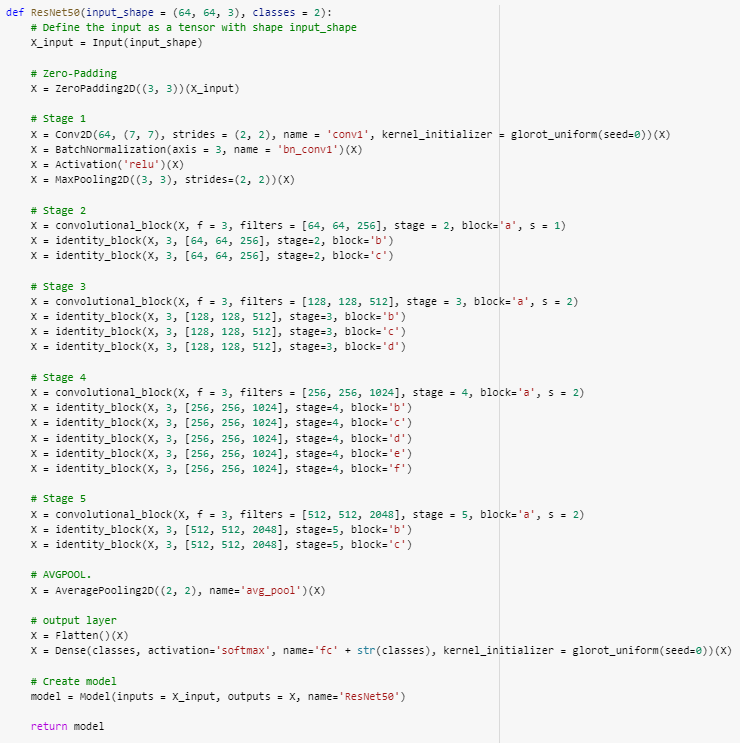 def ResNet50(input_shape = (64, 64, 3), classes = 2):
    # Define the input as a tensor with shape input_shape
    X_input = Input(input_shape)

    # Zero-Padding
    X = ZeroPadding2D((3, 3))(X_input)

    # Stage 1
    X = Conv2D(64, (7, 7), strides = (2, 2), name = 'conv1', kernel_initializer = glorot_uniform(seed=0))(X)
    X = BatchNormalization(axis = 3, name = 'bn_conv1')(X)
    X = Activation('relu')(X)
    X = MaxPooling2D((3, 3), strides=(2, 2))(X)

    # Stage 2
    X = convolutional_block(X, f = 3, filters = [64, 64, 256], stage = 2, block='a', s = 1)
    X = identity_block(X, 3, [64, 64, 256], stage=2, block='b')
    X = identity_block(X, 3, [64, 64, 256], stage=2, block='c')

    # Stage 3
    X = convolutional_block(X, f = 3, filters = [128, 128, 512], stage = 3, block='a', s = 2)
    X = identity_block(X, 3, [128, 128, 512], stage=3, block='b')
    X = identity_block(X, 3, [128, 128, 512], stage=3, block='c')
    X = identity_block(X, 3, [128, 128, 512], stage=3, block='d')

    # Stage 4
    X = convolutional_block(X, f = 3, filters = [256, 256, 1024], stage = 4, block='a', s = 2)
    X = identity_block(X, 3, [256, 256, 1024], stage=4, block='b')
    X = identity_block(X, 3, [256, 256, 1024], stage=4, block='c')
    X = identity_block(X, 3, [256, 256, 1024], stage=4, block='d')
    X = identity_block(X, 3, [256, 256, 1024], stage=4, block='e')
    X = identity_block(X, 3, [256, 256, 1024], stage=4, block='f')

    # Stage 5
    X = convolutional_block(X, f = 3, filters = [512, 512, 2048], stage = 5, block='a', s = 2)
    X = identity_block(X, 3, [512, 512, 2048], stage=5, block='b')
    X = identity_block(X, 3, [512, 512, 2048], stage=5, block='c')

    # AVGPOOL.
    X = AveragePooling2D((2, 2), name='avg_pool')(X)

    # output layer
    X = Flatten()(X)
    X = Dense(classes, activation='softmax', name='fc' + str(classes), kernel_initializer = glorot_uniform(seed=0))(X)

    # Create model
    model = Model(inputs = X_input, outputs = X, name='ResNet50')

    return model